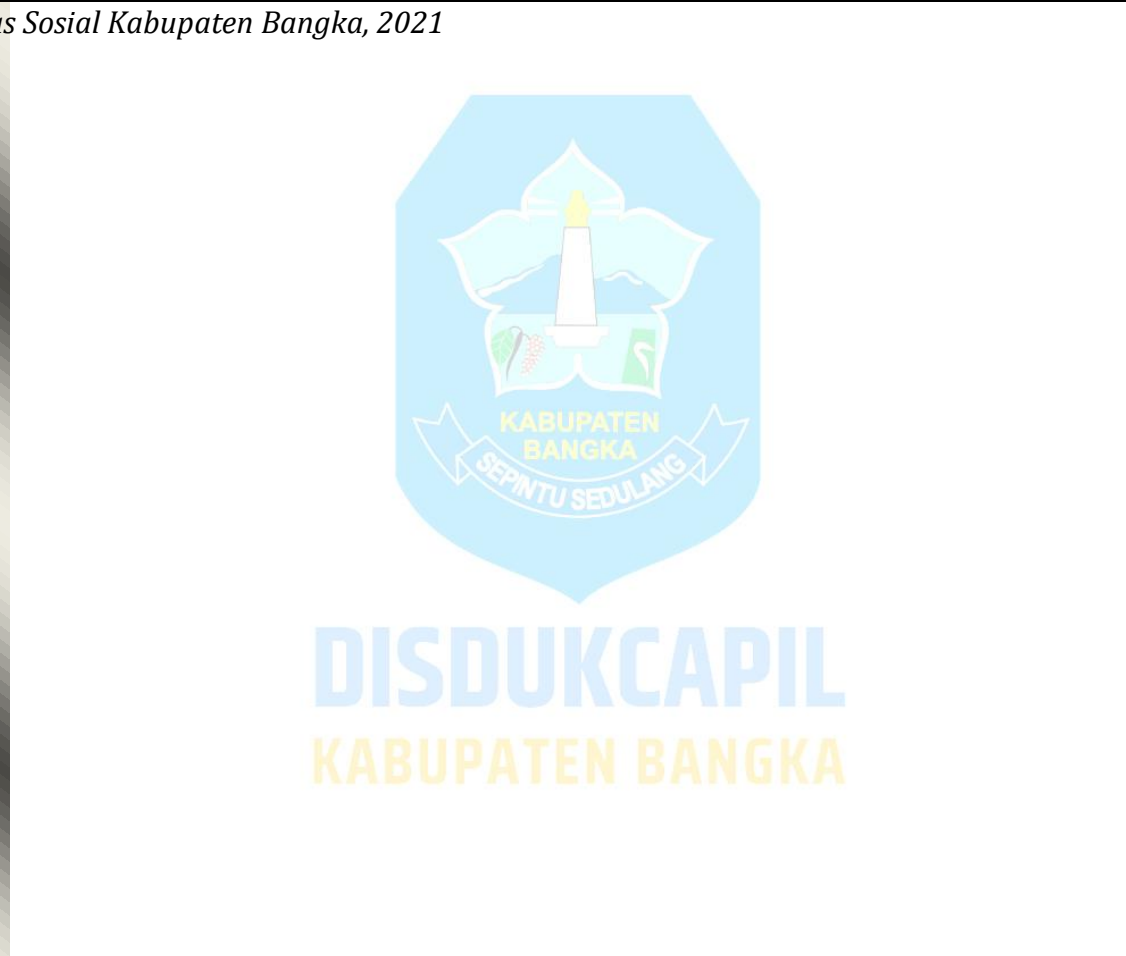 Sosial Kabupaten Bangka, 2021
KABUPATEN
BANGKA
SEPINTU SEDULANG
DISDUKCAPIL
KABUPATEN BANGKA